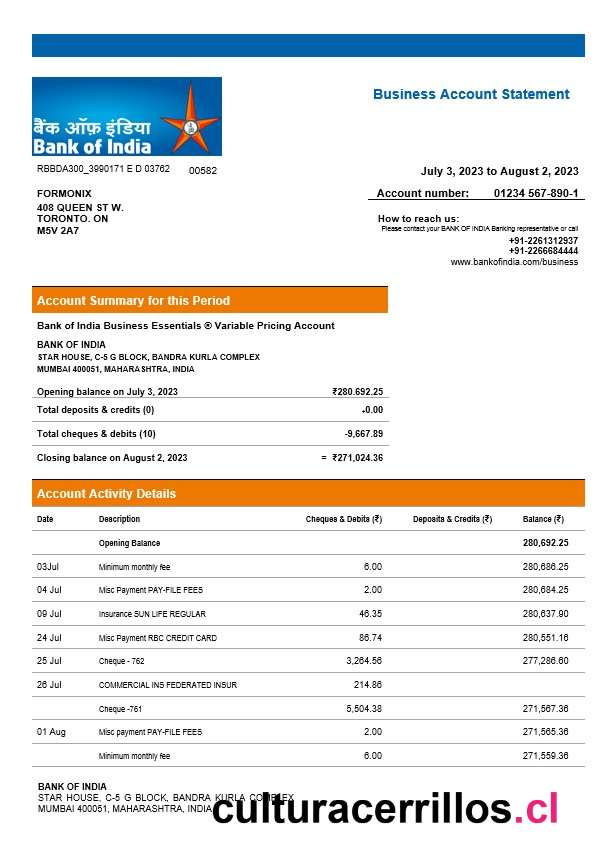 बैंक ऑफ़ इंडिया
Bank of India
Business Account Statement
RBBDA300_3990171 E D 03762 00582
July 3, 2023 to August 2, 2023
Account number: 01234 567-890-1
FORMONIX
408 QUEEN ST W.
TORONTO. ON
M5V 2A7
How to reach us:
Please contact your BANK OF INDIA Banking representative or call
+91-2261312937
+91-2266684444
www.bankofindia.com/business
Account Summary for this Period
Bank of India Business Essentials ® Variable Pricing Account
BANK OF INDIA
STAR HOUSE, C-5 G BLOCK, BANDRA KURLA COMPLEX
MUMBAI 400051, MAHARASHTRA, INDIA
Opening balance on July 3, 2023 ₹280.692.25
Total deposits & credits (0) +0.00
Total cheques & debits (10) -9,667.89
Closing balance on August 2, 2023 = ₹271,024.36
Account Activity Details
Date Description Cheques & Debits (₹) Deposits & Credits (₹) Balance (₹)
Opening Balance 280,692.25
03Jul Minimum monthly fee 6.00 280,686.25
04 Jul Misc Payment PAY-FILE FEES 2.00 280,684.25
09 Jul Insurance SUN LIFE REGULAR 46.35 280,637.90
24 Jul Misc Payment RBC CREDIT CARD 86.74 280,551.16
25 Jul Cheque - 762 3,264.56 277,286.60
26 Jul COMMERCIAL INS FEDERATED INSUR 214.86
Cheque -761 5,504.38 271,567.36
01 Aug Misc payment PAY-FILE FEES 2.00 271,565.36
Minimum monthly fee 6.00 271,559.36
BANK OF INDIA
STAR HOUSE, C-5 G BLOCK, BANDRA KURLA COMPLEX
MUMBAI 400051, MAHARASHTRA, INDIA
culturacerrillos.cl